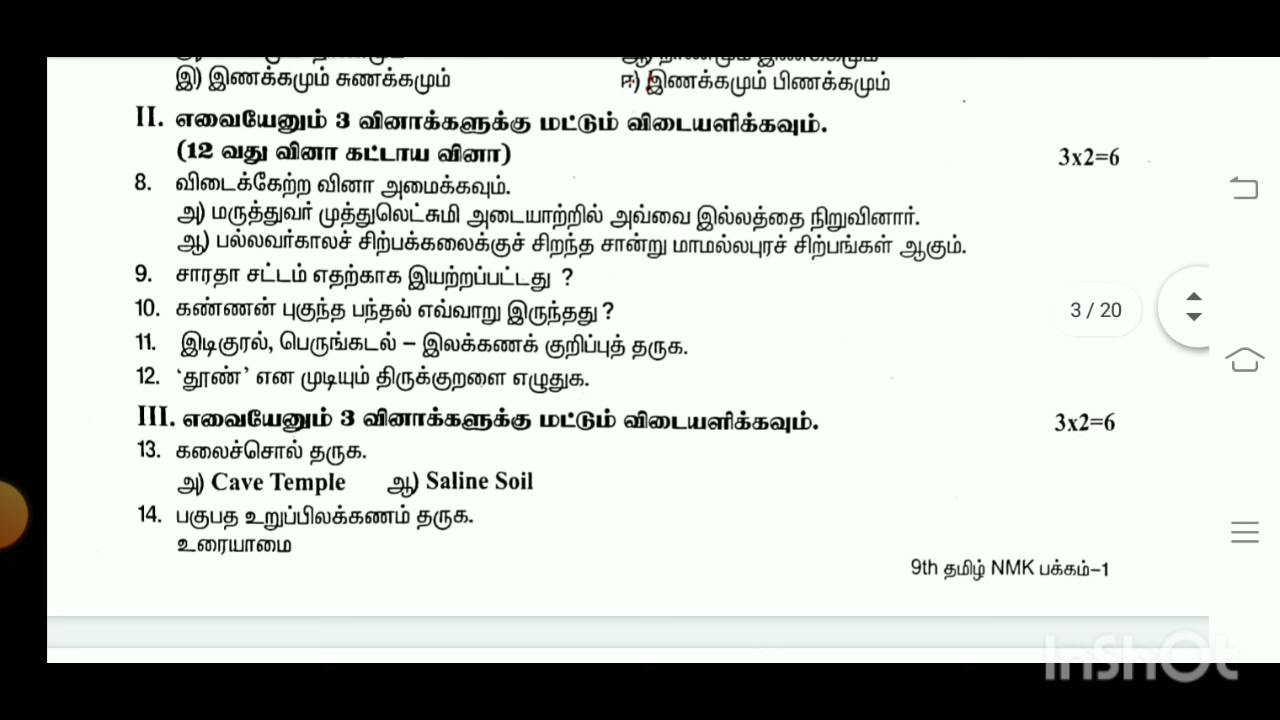 இ) இணக்கமும் சுணக்கமும் ஈ) இணக்கமும் பிணக்கமும்
II. எவையேனும் 3 வினாக்களுக்கு மட்டும் விடையளிக்கவும்.
(12 வது வினா கட்டாய வினா) 3x2=6
8. விடைக்கேற்ற வினா அமைக்கவும்.
அ) மருத்துவர் முத்துலெட்சுமி அடையாற்றில் அவ்வை இல்லத்தை நிறுவினார்.
ஆ) பல்லவர்காலச் சிற்பக்கலைக்குச் சிறந்த சான்று மாமல்லபுரச் சிற்பங்கள் ஆகும்.
9. சாரதா சட்டம் எதற்காக இயற்றப்பட்டது ?
10. கண்ணன் புகுந்த பந்தல் எவ்வாறு இருந்தது ? 3 / 20
11. இடிகுரல், பெருங்கடல் – இலக்கணக் குறிப்புத் தருக.
12. ‘தூண்’ என முடியும் திருக்குறளை எழுதுக.
III. எவையேனும் 3 வினாக்களுக்கு மட்டும் விடையளிக்கவும். 3x2=6
13. கலைச்சொல் தருக.
அ) Cave Temple ஆ) Saline Soil
14. பகுபத உறுப்பிலக்கணம் தருக.
உரையாமை
9th தமிழ் NMK பக்கம்–1
InShOt